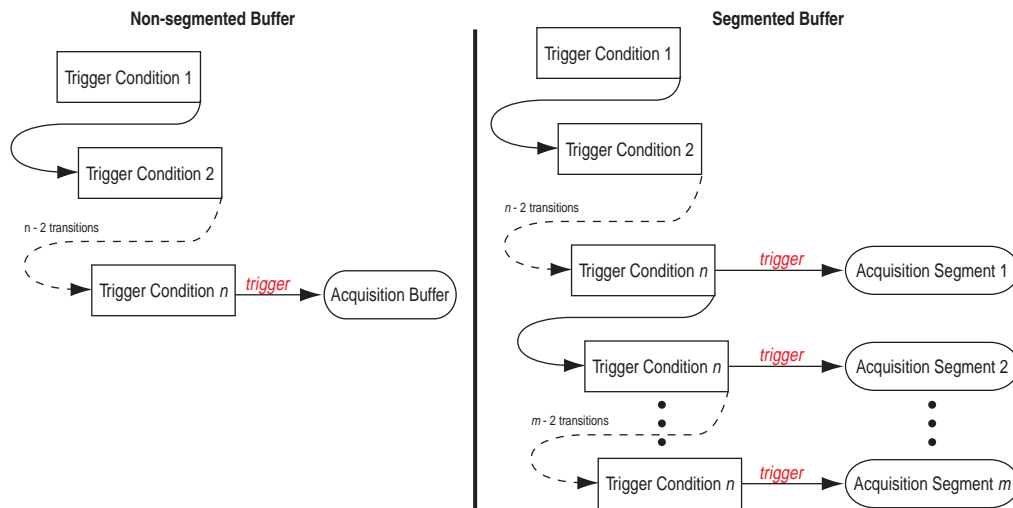 Non-segmented Buffer
Trigger Condition 1
Trigger Condition 2
n - 2 transitions
Trigger Condition n
trigger
Acquisition Buffer
Segmented Buffer
Trigger Condition 1
Trigger Condition 2
n - 2 transitions
Trigger Condition n
trigger
Acquisition Segment 1
Trigger Condition n
trigger
Acquisition Segment 2
m - 2 transitions
Trigger Condition n
trigger
Acquisition Segment m